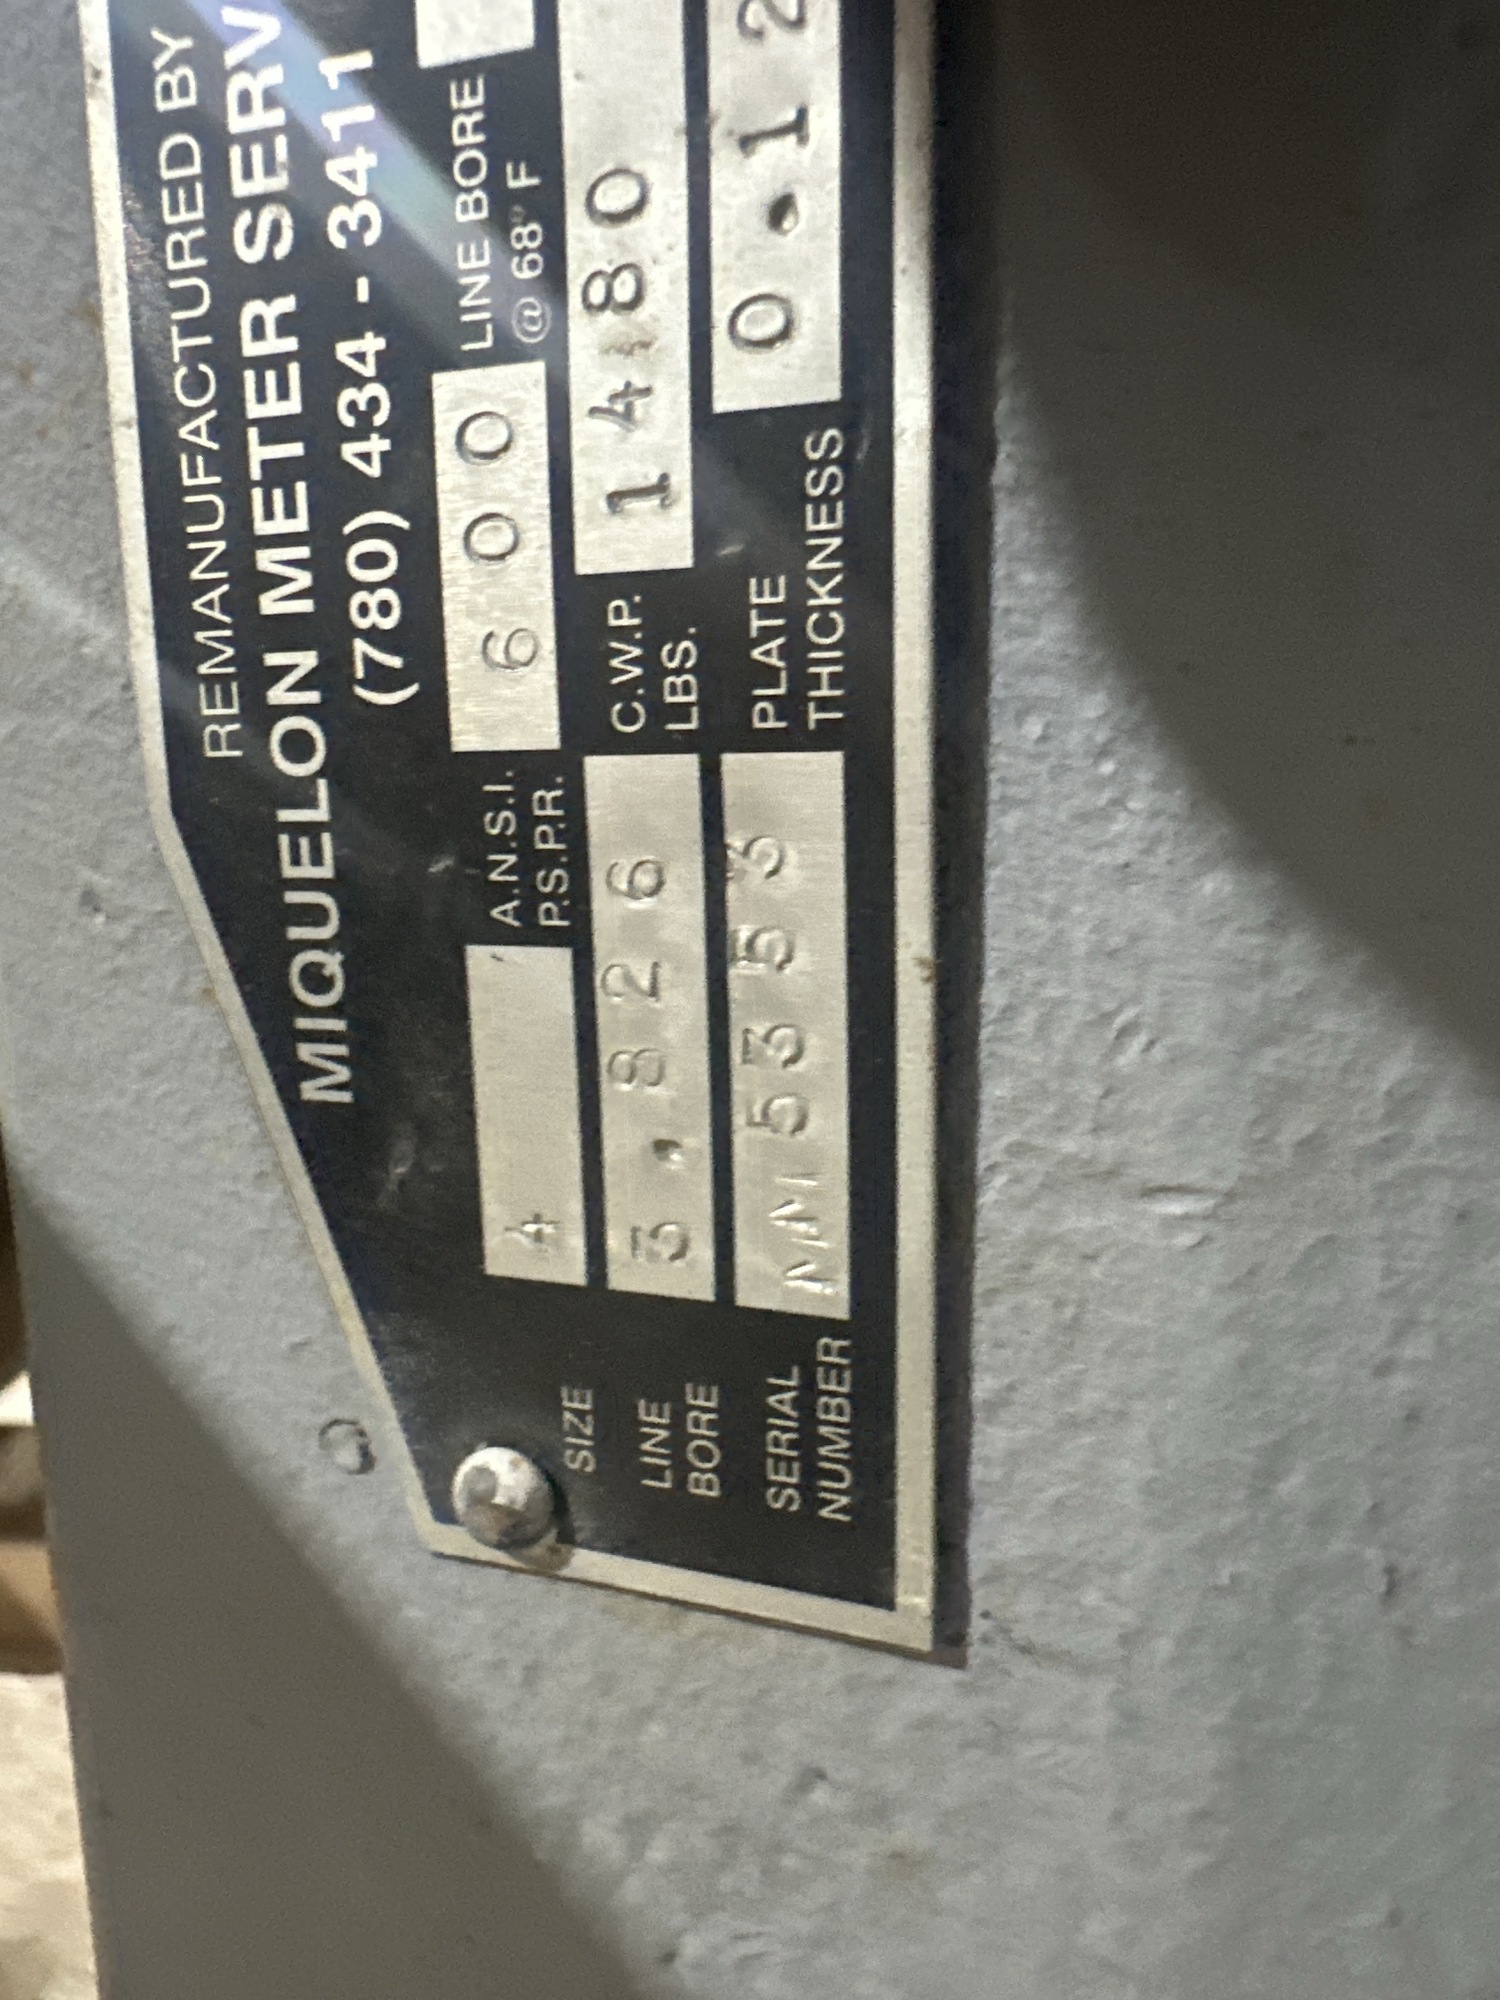 REMANUFACTURED BY
MIQUELON METER SERV
(780) 434 - 3411
SIZE 4 A.N.S.I. 600 LINE BORE
P.S.P.R. @ 68° F
LINE 3.826 C.W.P. 1480
BORE LBS.
SERIAL MM5353 PLATE 0.12
NUMBER THICKNESS